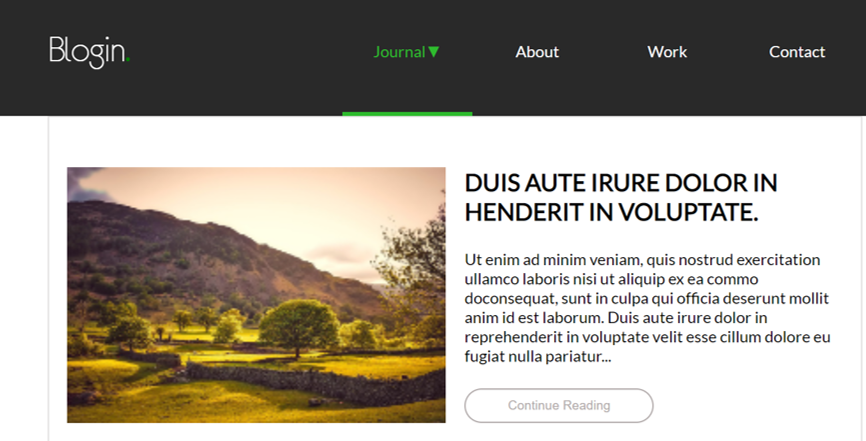 Blogin.
Journal▼ About Work Contact
DUIS AUTE IRURE DOLOR IN
HENDERIT IN VOLUPTATE.
Ut enim ad minim veniam, quis nostrud exercitation
ullamco laboris nisi ut aliquip ex ea commo
doconsequat, sunt in culpa qui officia deserunt mollit
anim id est laborum. Duis aute irure dolor in
reprehenderit in voluptate velit esse cillum dolore eu
fugiat nulla pariatur...
Continue Reading